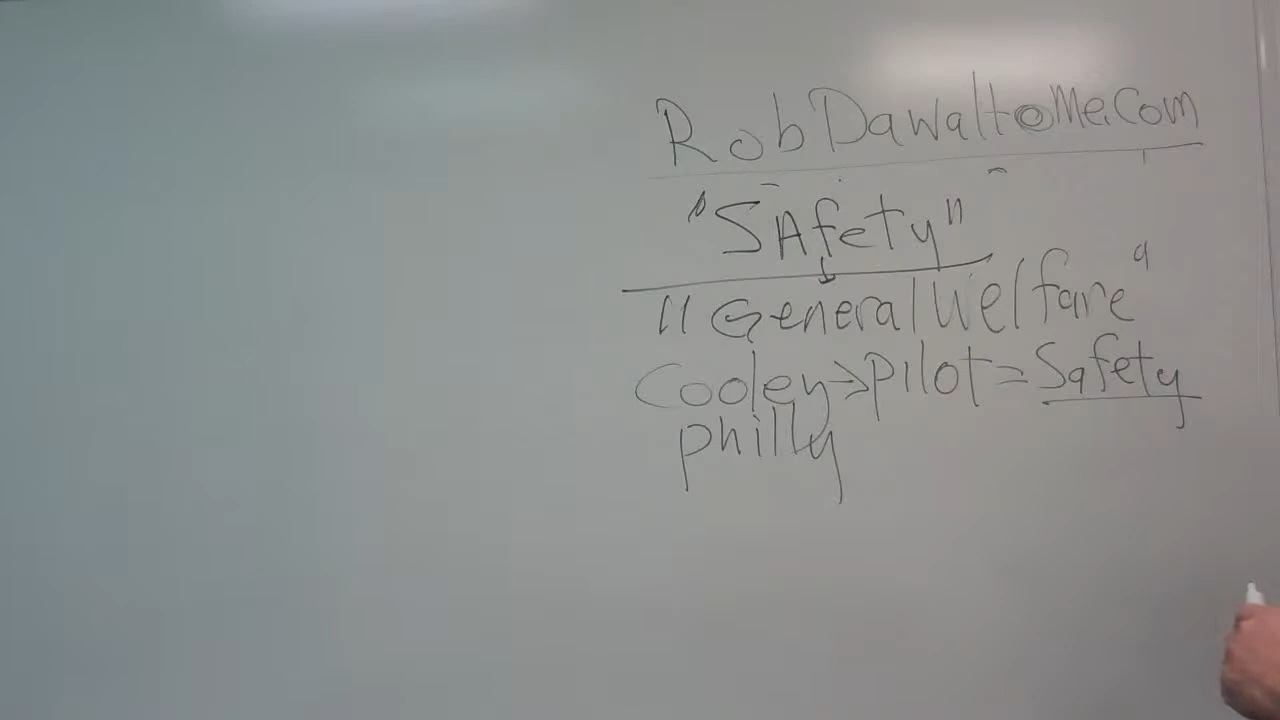 RobDawalt@Me.Com
"SAfety"
"General Welfare"
Cooley→Pilot=Safety
philly